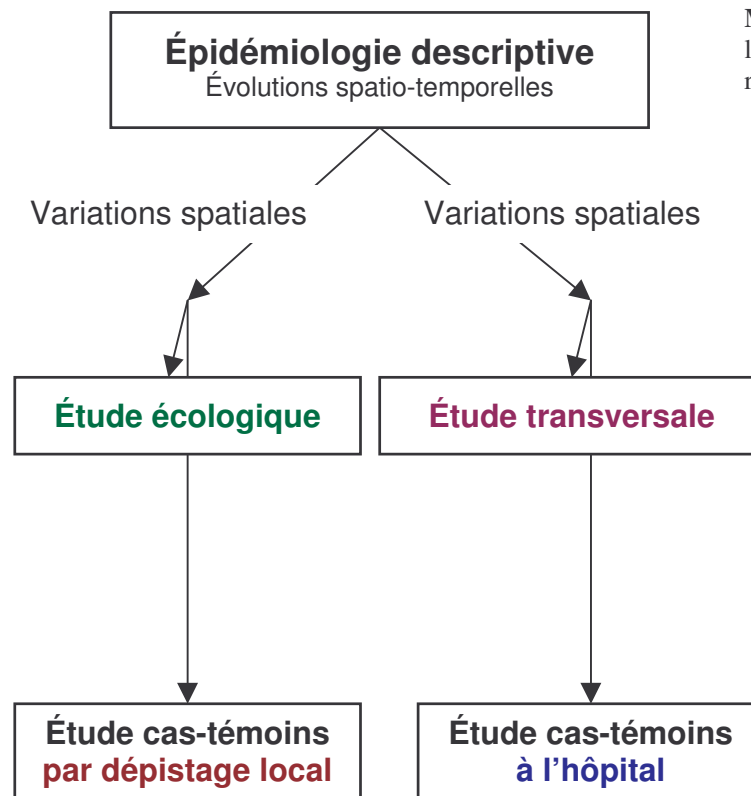 Épidémiologie descriptive
Évolutions spatio-temporelles
Variations spatiales
Variations spatiales
Étude écologique
Étude transversale
Étude cas-témoins
par dépistage local
Étude cas-témoins
à l'hôpital